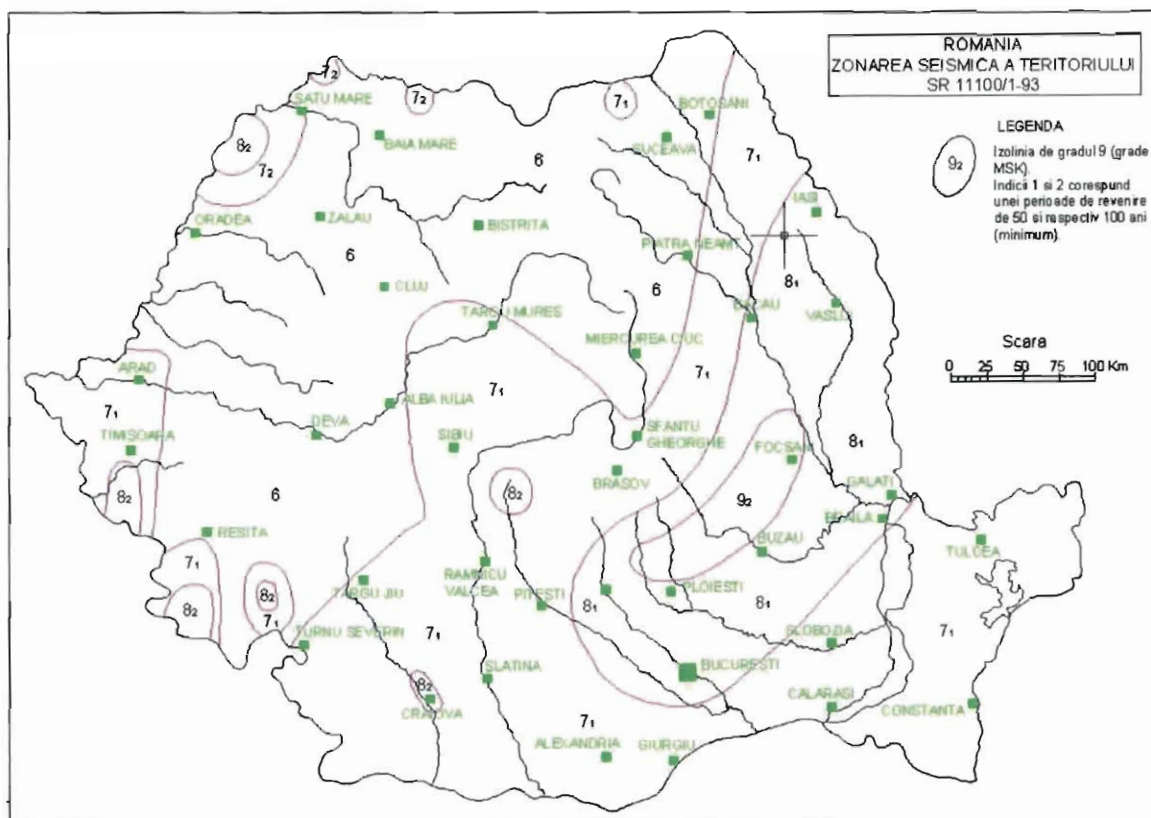 ROMANIA
ZONAREA SEISMICA A TERITORIULUI
SR 11100/1-93
LEGENDA
9₂
Izolinia de gradul 9 (grade
MSK).
Indicii 1 si 2 corespund
unei perioade de revenire
de 50 si respectiv 100 ani
(minimum).
Scara
0 25 50 75 100 Km
7₂
SATU MARE
7₂
7₁
BOTOSANI
8₂
BAIA MARE
SUCEAVA
7₁
7₂
6
IASI
ORADEA
ZALAU
BISTRITA
PIATRA NEAMT
6
8₁
CLUJ
6
TARGU MURES
BACAU
VASLUI
MIERCUREA CIUC
ARAD
7₁
7₁
ALBA IULIA
7₁
DEVA
SIBIU
SFANTU
GHEORGHE
TIMISOARA
FOCSANI
8₁
BRASOV
8₂
6
8₂
9₂
GALATI
BRAILA
RESITA
BUZAU
TULCEA
7₁
RAMNICU
VALCEA
8₂
8₂
TARGU JIU
PITESTI
8₁
PLOIESTI
8₁
7₁
7₁
7₁
TURNU SEVERIN
SLOBOZIA
BUCURESTI
SLATINA
8₂
CRAIOVA
CALARASI
CONSTANTA
7₁
ALEXANDRIA
GIURGIU